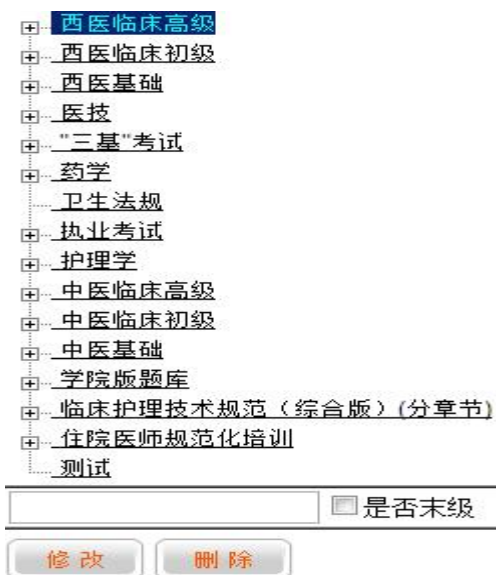 西医临床高级
西医临床初级
西医基础
医技
"三基"考试
药学
卫生法规
执业考试
护理学
中医临床高级
中医临床初级
中医基础
学院版题库
临床护理技术规范（综合版）(分章节)
住院医师规范化培训
测试
是否末级
修改 删除